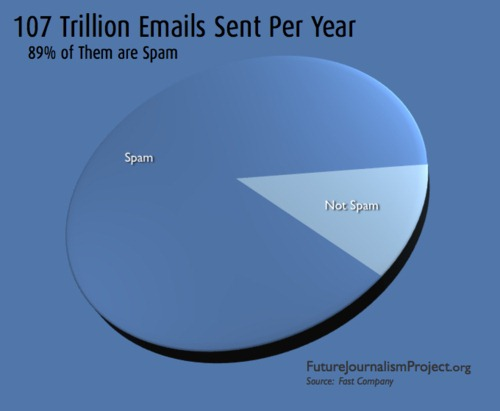 107 Trillion Emails Sent Per Year
89% of Them are Spam
Spam
Not Spam
FutureJournalismProject.org
Source: Fast Company